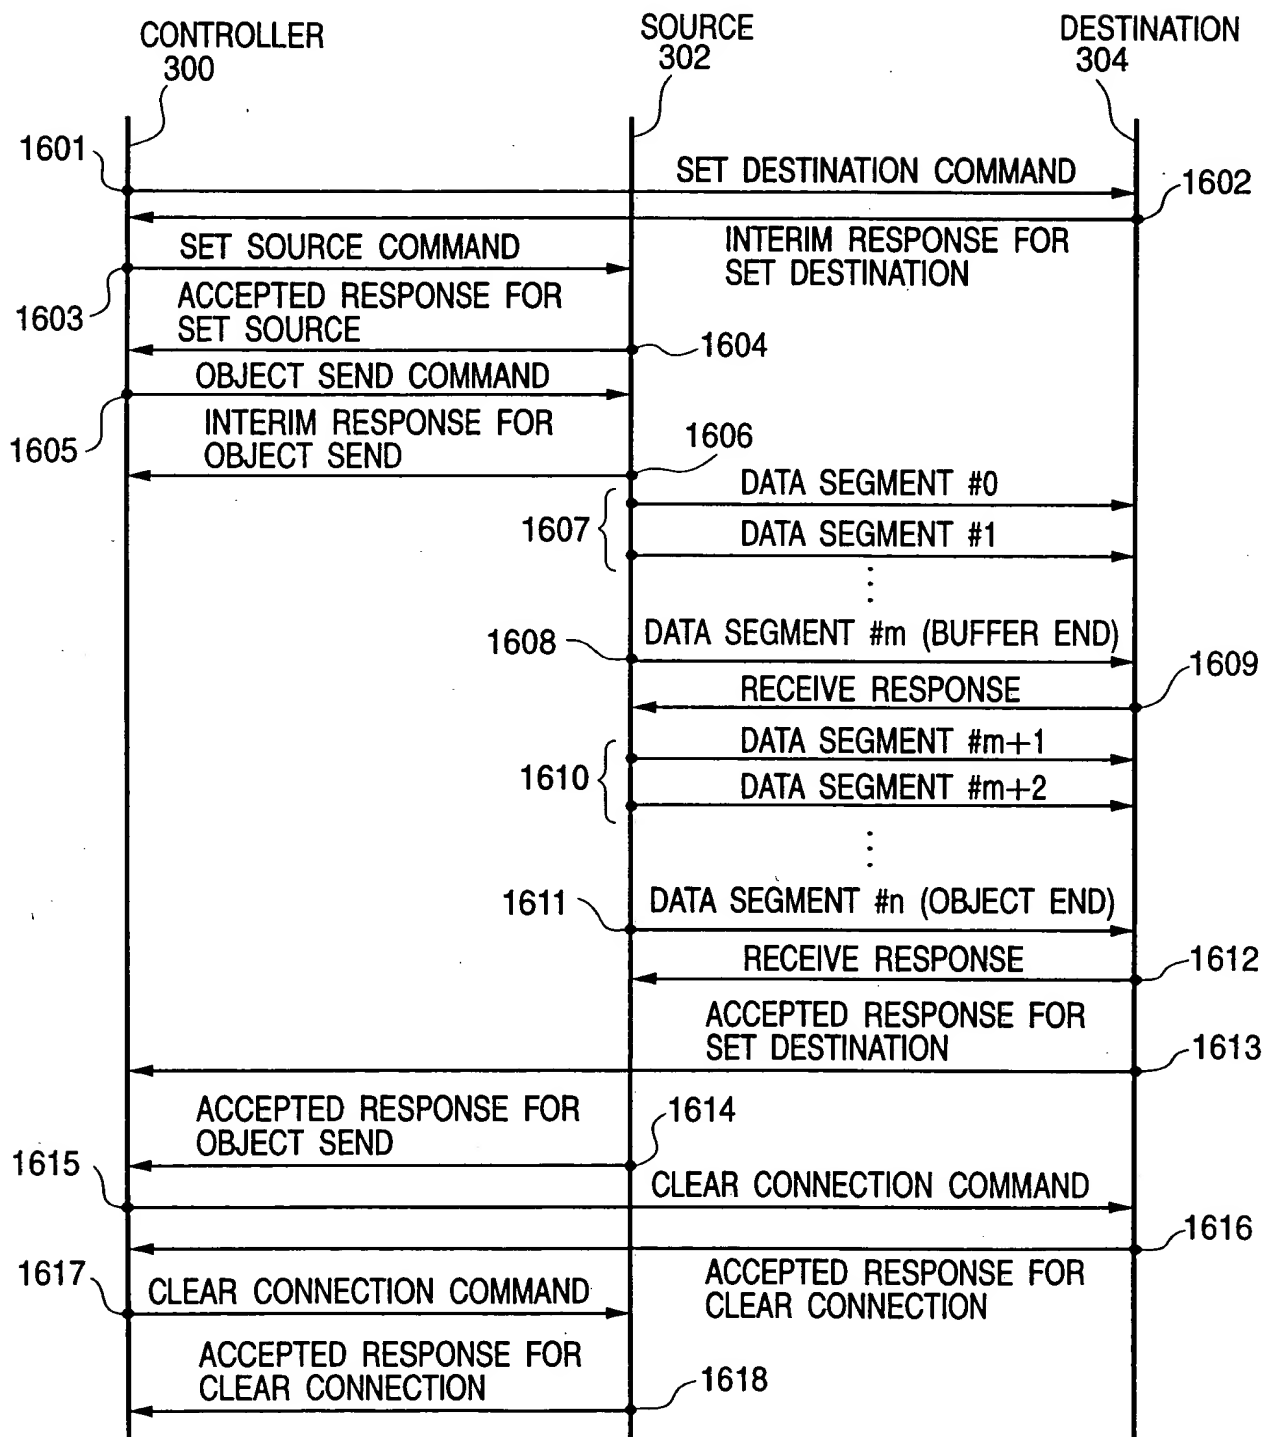 CONTROLLER
300
SOURCE
302
DESTINATION
304
1601
SET DESTINATION COMMAND
1602
INTERIM RESPONSE FOR
SET DESTINATION
SET SOURCE COMMAND
1603
ACCEPTED RESPONSE FOR
SET SOURCE
1604
OBJECT SEND COMMAND
1605
INTERIM RESPONSE FOR
OBJECT SEND
1606
DATA SEGMENT #0
1607
DATA SEGMENT #1
1608
DATA SEGMENT #m (BUFFER END)
1609
RECEIVE RESPONSE
DATA SEGMENT #m+1
1610
DATA SEGMENT #m+2
1611
DATA SEGMENT #n (OBJECT END)
RECEIVE RESPONSE
1612
ACCEPTED RESPONSE FOR
SET DESTINATION
1613
ACCEPTED RESPONSE FOR
OBJECT SEND
1614
1615
CLEAR CONNECTION COMMAND
1616
ACCEPTED RESPONSE FOR
CLEAR CONNECTION
1617
CLEAR CONNECTION COMMAND
ACCEPTED RESPONSE FOR
CLEAR CONNECTION
1618